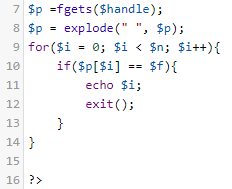 7 $p =fgets($handle);
8 $p = explode(" ", $p);
9 for($i = 0; $i < $n; $i++){
10     if($p[$i] == $f){
11         echo $i;
12         exit();
13     }
14 }
15
16 ?>